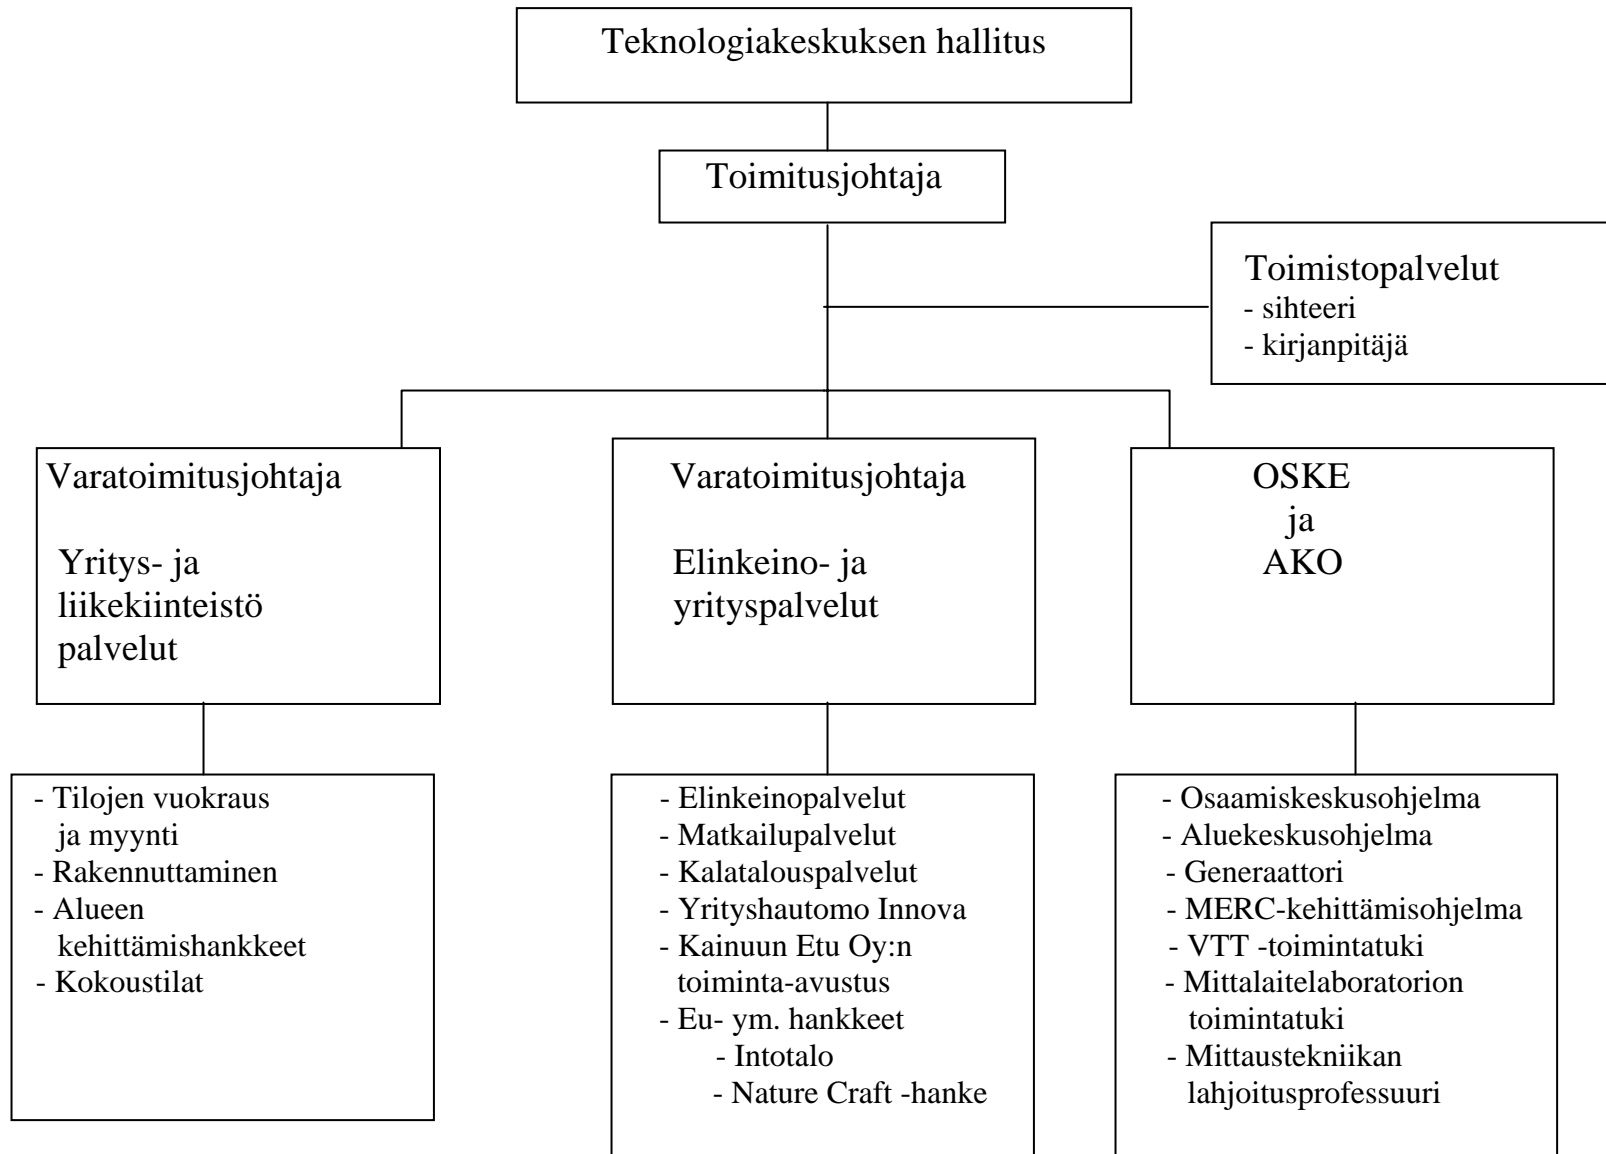 Teknologiakeskuksen hallitus
Toimitusjohtaja
Toimistopalvelut
- sihteeri
- kirjanpitäjä
Varatoimitusjohtaja
Yritys- ja
liikekiinteistö
palvelut
Varatoimitusjohtaja
Elinkeino- ja
yrityspalvelut
OSKE
ja
AKO
- Tilojen vuokraus
ja myynti
- Rakennuttaminen
- Alueen
kehittämishankkeet
- Kokoustilat
- Elinkeinopalvelut
- Matkailupalvelut
- Kalatalouspalvelut
- Yrityshautomo Innova
- Kainuun Etu Oy:n
toiminta-avustus
- Eu- ym. hankkeet
- Intotalo
- Nature Craft -hanke
- Osaamiskeskusohjelma
- Aluekeskusohjelma
- Generaattori
- MERC-kehittämisohjelma
- VTT -toimintatuki
- Mittalaitelaboratorion
toimintatuki
- Mittaustekniikan
lahjoitusprofessuuri